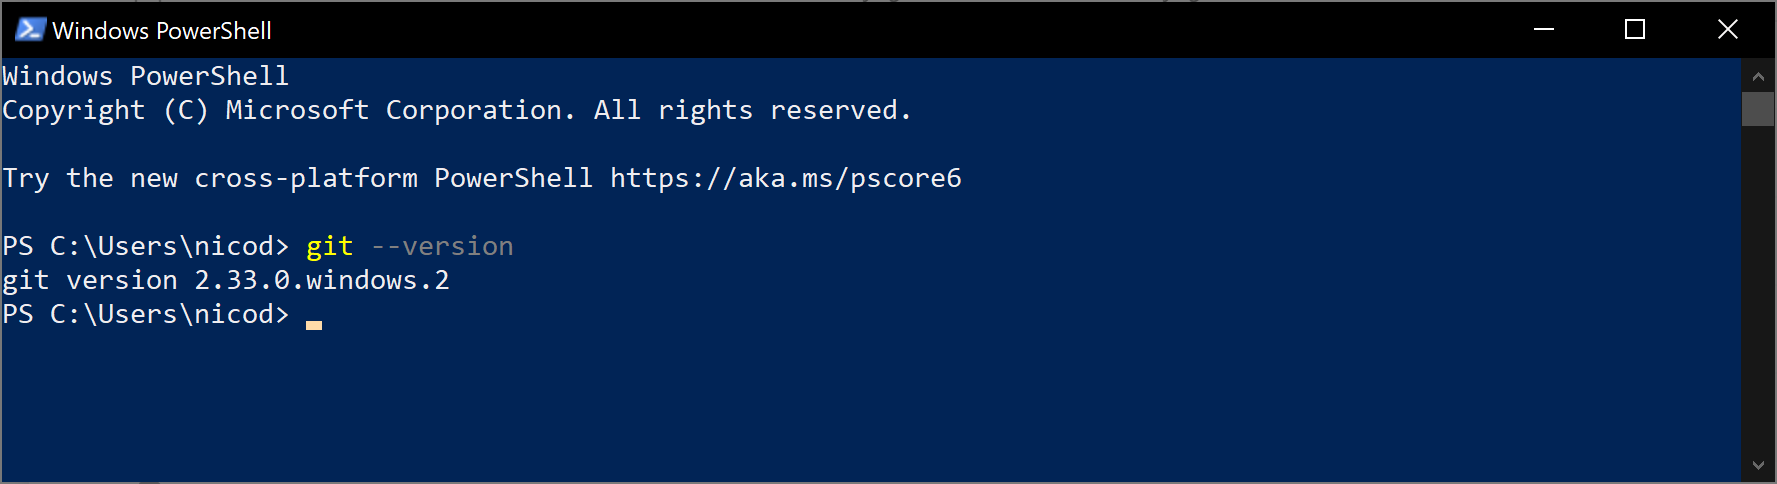 Windows PowerShell
Windows PowerShell
Copyright (C) Microsoft Corporation. All rights reserved.
Try the new cross-platform PowerShell https://aka.ms/pscore6
PS C:\Users\nicod> git --version
git version 2.33.0.windows.2
PS C:\Users\nicod>